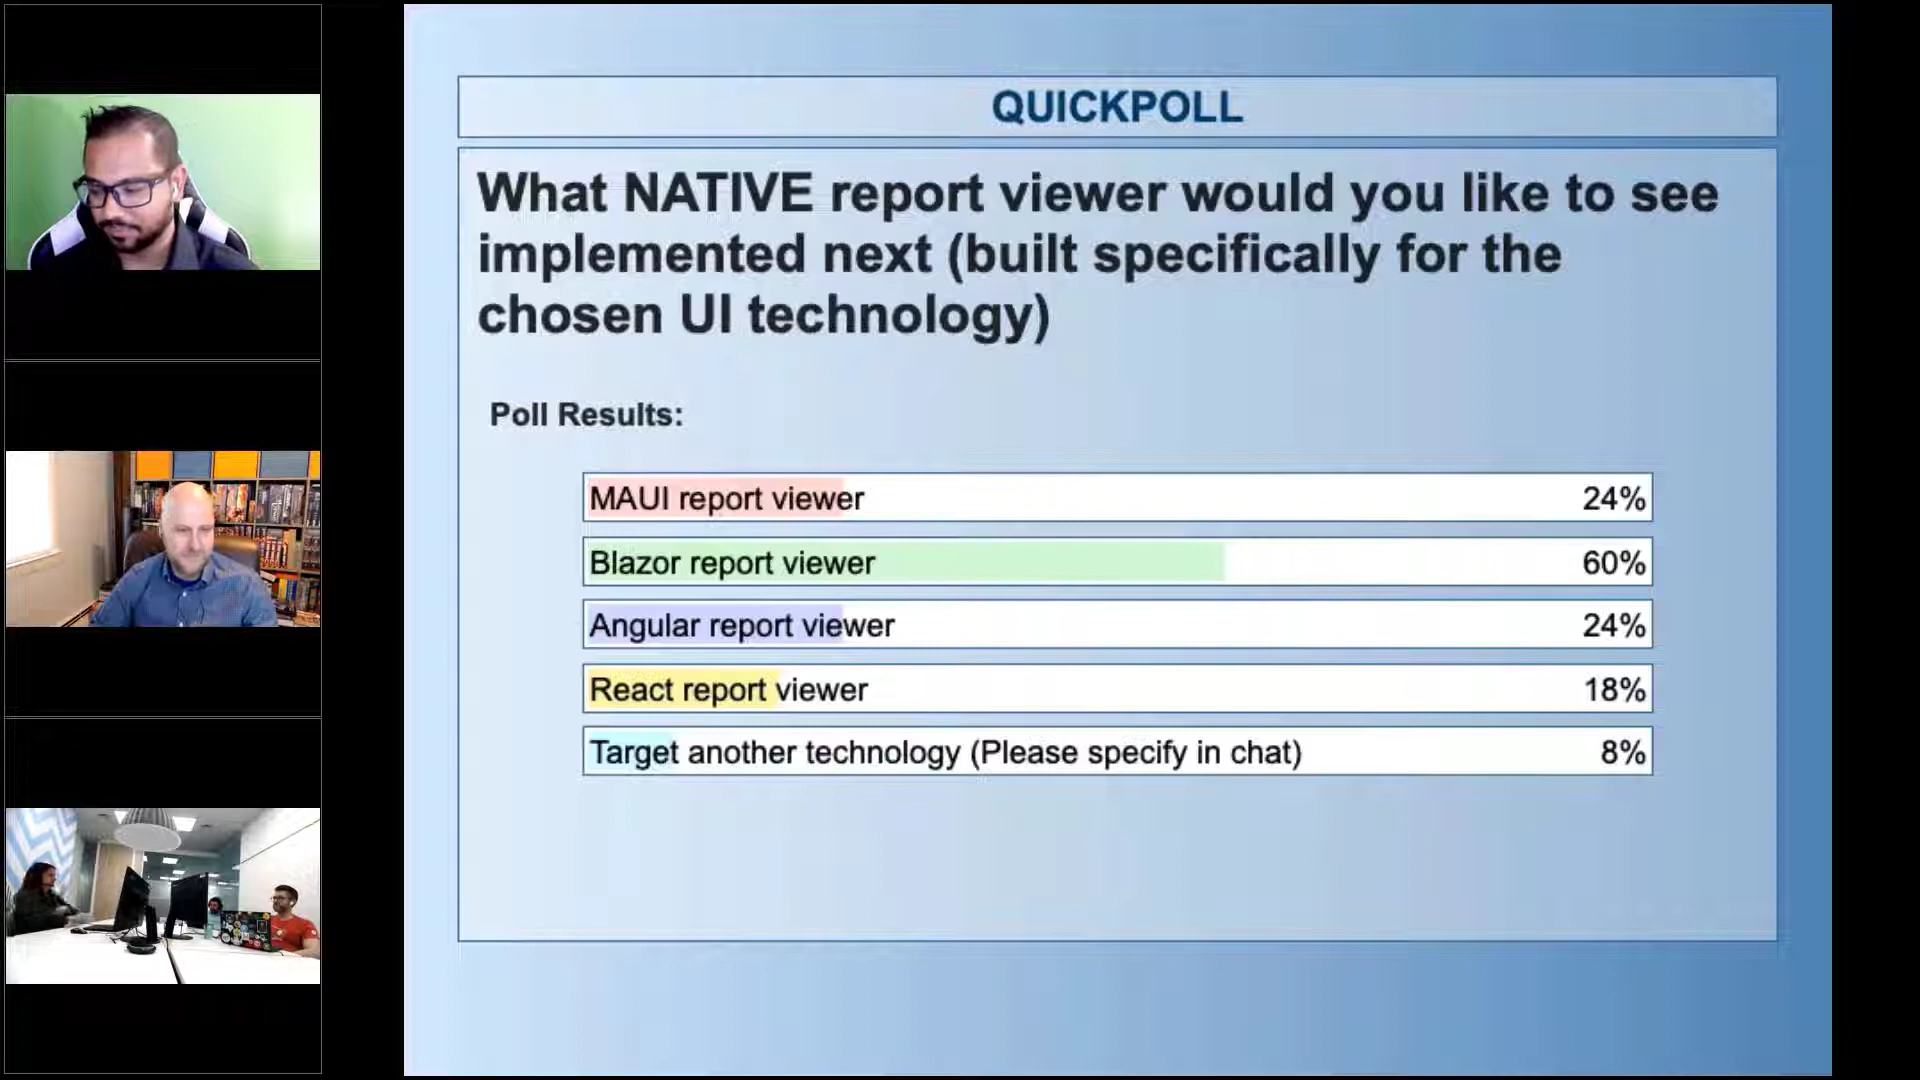 QUICKPOLL
What NATIVE report viewer would you like to see
implemented next (built specifically for the
chosen UI technology)
Poll Results:
MAUI report viewer 24%
Blazor report viewer 60%
Angular report viewer 24%
React report viewer 18%
Target another technology (Please specify in chat) 8%